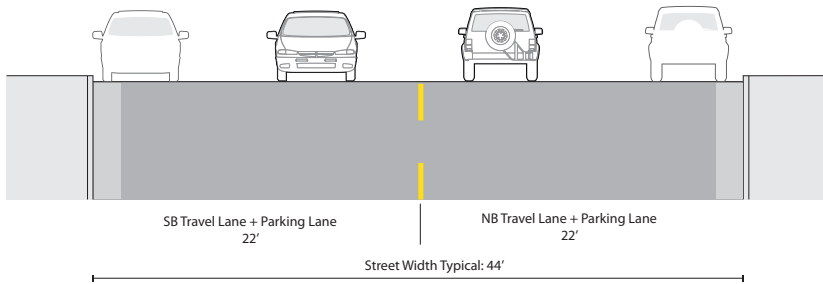 SB Travel Lane + Parking Lane
22’
NB Travel Lane + Parking Lane
22’
Street Width Typical: 44’